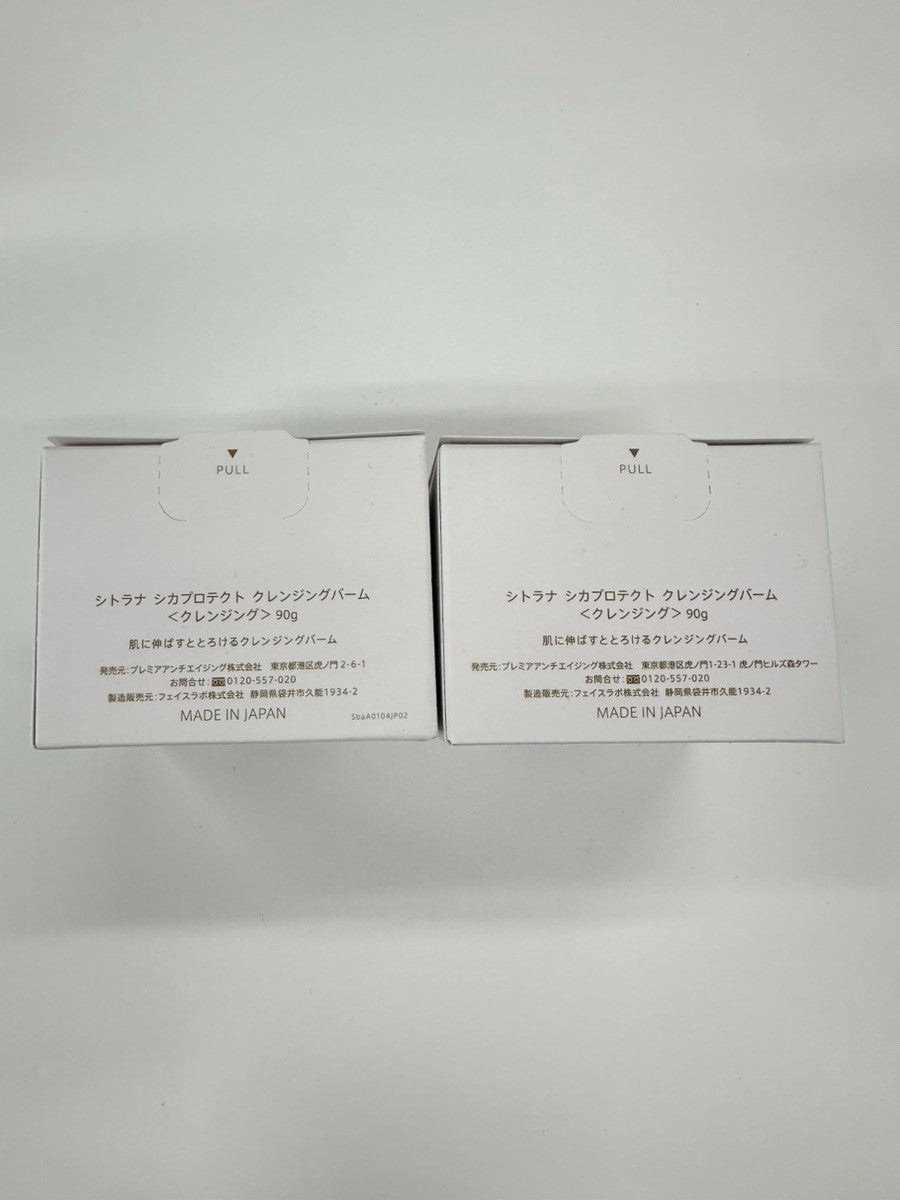 ▼
PULL
シトラナ シカプロテクト クレンジングバーム
＜クレンジング＞90g
肌に伸ばすととろけるクレンジングバーム
発売元:プレミアアンチエイジング株式会社 東京都港区虎ノ門 2-6-1
お問合せ:0120-557-020
製造販売元:フェイスラボ株式会社 静岡県袋井市久能1934-2
MADE IN JAPAN
SbaA0104JP02
▼
PULL
シトラナ シカプロテクト クレンジングバーム
＜クレンジング＞90g
肌に伸ばすととろけるクレンジングバーム
発売元:プレミアアンチエイジング株式会社 東京都港区虎ノ門1-23-1 虎ノ門ヒルズ森タワー
お問合せ:0120-557-020
製造販売元:フェイスラボ株式会社 静岡県袋井市久能1934-2
MADE IN JAPAN